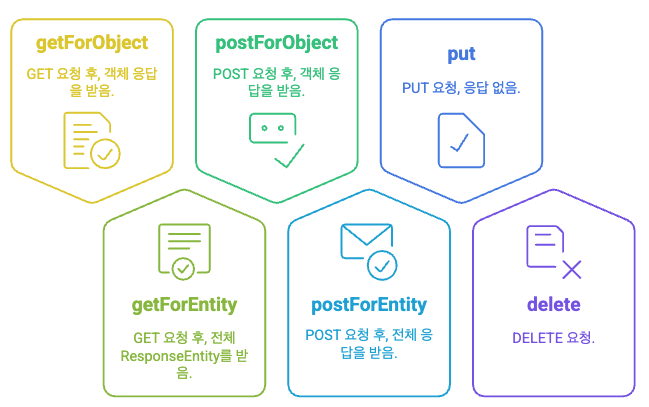 getForObject
GET 요청 후, 객체 응답
을 받음.
postForObject
POST 요청 후, 객체 응
답을 받음.
put
PUT 요청, 응답 없음.
getForEntity
GET 요청 후, 전체
ResponseEntity를 받
음.
postForEntity
POST 요청 후, 전체 응
답을 받음.
delete
DELETE 요청.